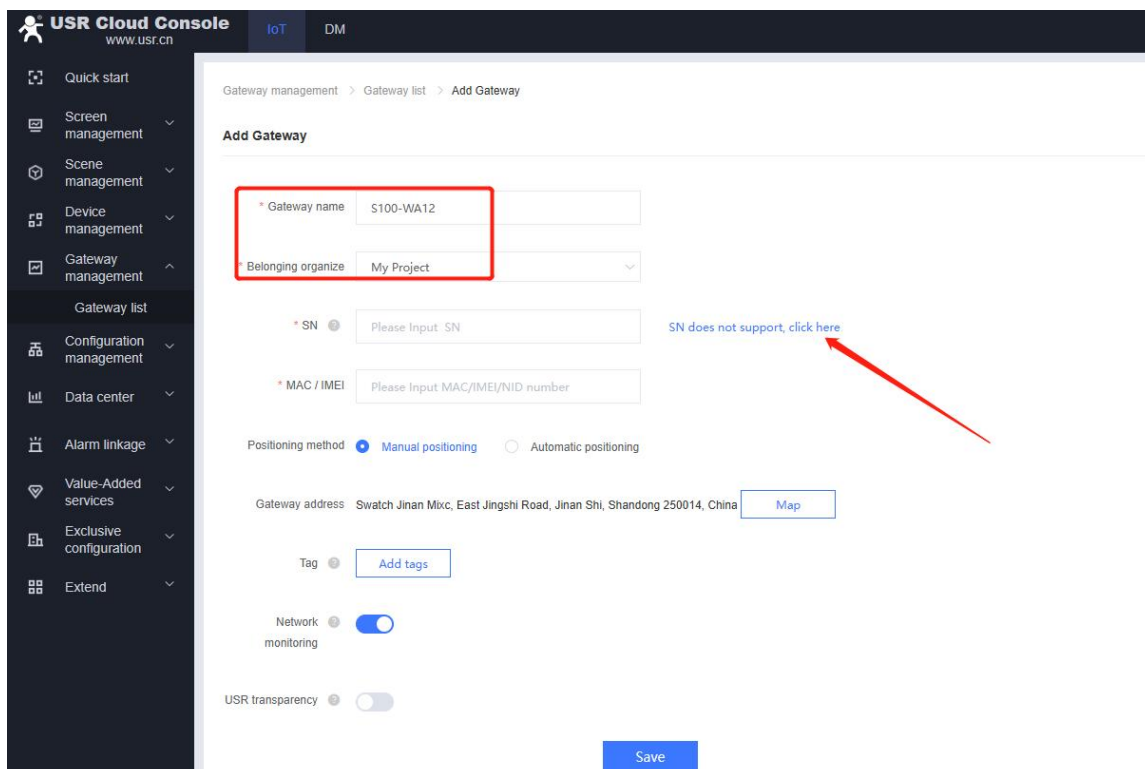 USR Cloud Console
www.usr.cn
IoT
DM
Quick start
Screen
management
Scene
management
Device
management
Gateway
management
Gateway list
Configuration
management
Data center
Alarm linkage
Value-Added
services
Exclusive
configuration
Extend
Gateway management > Gateway list > Add Gateway
Add Gateway
* Gateway name S100-WA12
* Belonging organize My Project
* SN ? Please Input SN SN does not support, click here
* MAC / IMEI Please Input MAC/IMEI/NID number
Positioning method Manual positioning Automatic positioning
Gateway address Swatch Jinan Mixc, East Jingshi Road, Jinan Shi, Shandong 250014, China Map
Tag ? Add tags
Network ?
monitoring
USR transparency ?
Save